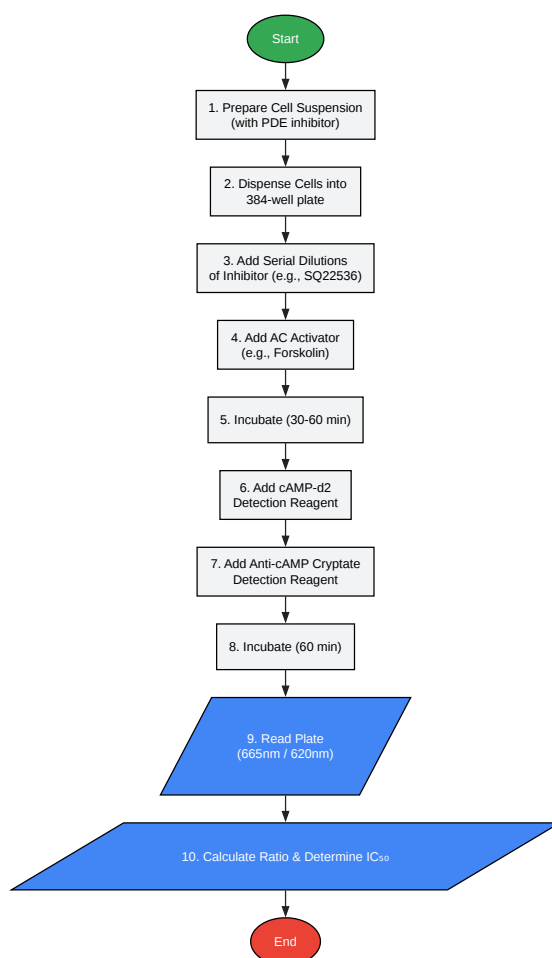 Start
1. Prepare Cell Suspension
(with PDE inhibitor)
2. Dispense Cells into
384-well plate
3. Add Serial Dilutions
of Inhibitor (e.g., SQ22536)
4. Add AC Activator
(e.g., Forskolin)
5. Incubate (30-60 min)
6. Add cAMP-d2
Detection Reagent
7. Add Anti-cAMP Cryptate
Detection Reagent
8. Incubate (60 min)
9. Read Plate
(665nm / 620nm)
10. Calculate Ratio & Determine IC₅₀
End